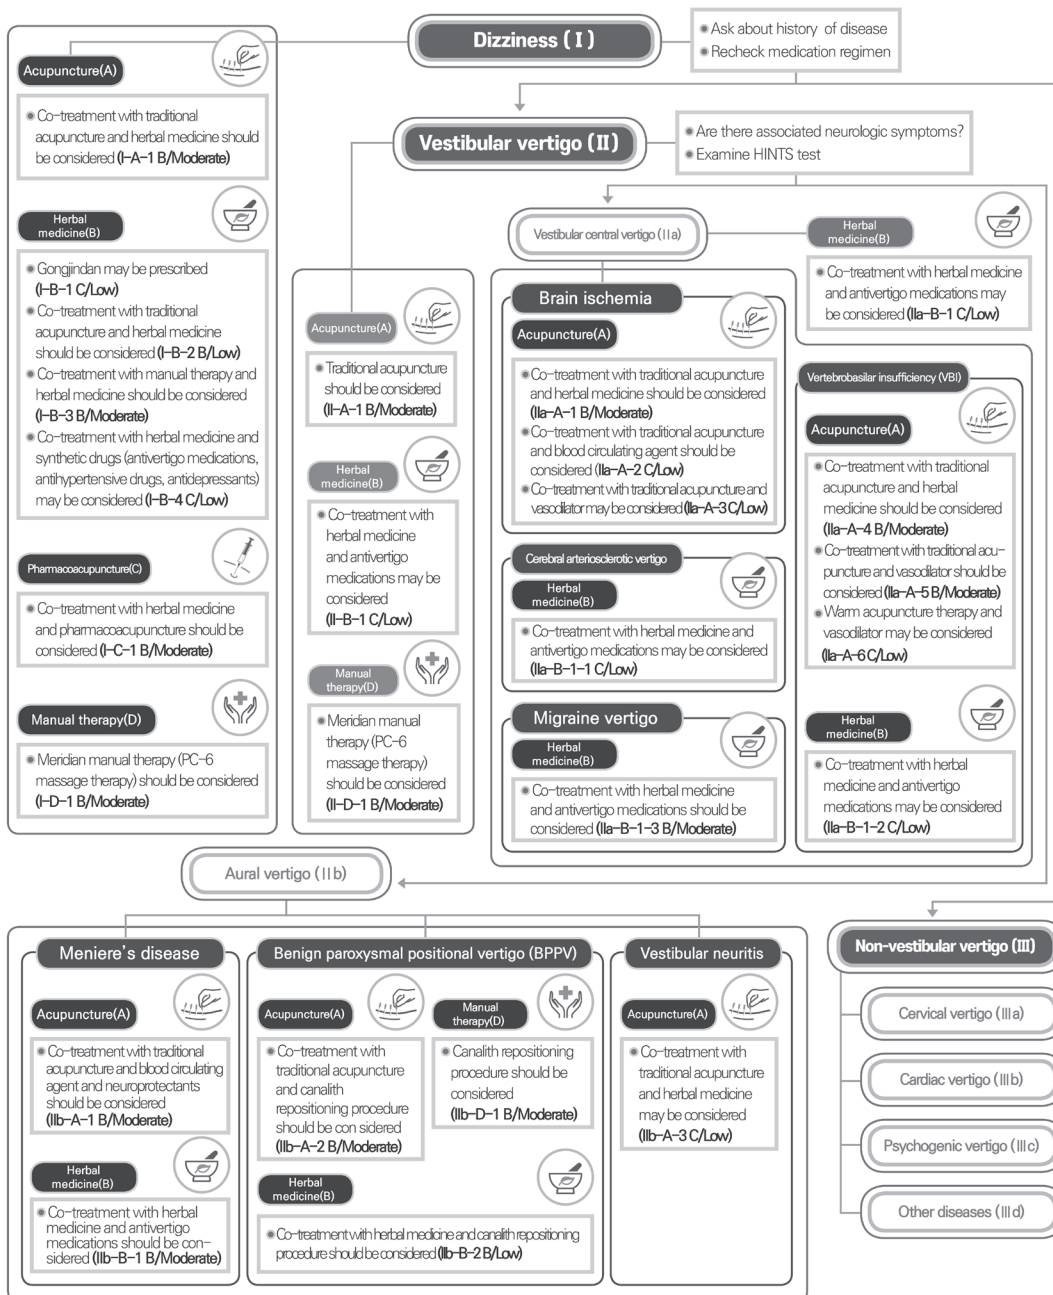 Dizziness ( I )
Ask about history of disease
Recheck medication regimen
Acupuncture(A)
Co-treatment with traditional
acupuncture and herbal medicine should
be considered (I-A-1 B/Moderate)
Herbal
medicine(B)
Gongjindan may be prescribed
(I-B-1 C/Low)
Co-treatment with traditional
acupuncture and herbal medicine
should be considered (I-B-2 B/Low)
Co-treatment with manual therapy and
herbal medicine should be considered
(I-B-3 B/Moderate)
Co-treatment with herbal medicine and
synthetic drugs (antivertigo medications,
antihypertensive drugs, antidepressants)
may be considered (I-B-4 C/Low)
Pharmacoacupuncture(C)
Co-treatment with herbal medicine
and pharmacoacupuncture should be
considered (I-C-1 B/Moderate)
Manual therapy(D)
Meridian manual therapy (PC-6
massage therapy) should be considered
(I-D-1 B/Moderate)
Vestibular vertigo (II)
Are there associated neurologic symptoms?
Examine HINTS test
Acupuncture(A)
Traditional acupuncture
should be considered
(II-A-1 B/Moderate)
Herbal
medicine(B)
Co-treatment with
herbal medicine
and antivertigo
medications may be
considered
(II-B-1 C/Low)
Manual
therapy(D)
Meridian manual
therapy (PC-6
massage therapy)
should be considered
(II-D-1 B/Moderate)
Vestibular central vertigo (IIa)
Herbal
medicine(B)
Co-treatment with herbal medicine
and antivertigo medications may
be considered (IIa-B-1 C/Low)
Brain ischemia
Acupuncture(A)
Co-treatment with traditional acupuncture
and herbal medicine should be considered
(IIa-A-1 B/Moderate)
Co-treatment with traditional acupuncture
and blood circulating agent should be
considered (IIa-A-2 C/Low)
Co-treatment with traditional acupuncture and
vasodilator may be considered (IIa-A-3 C/Low)
Cerebral arteriosclerotic vertigo
Herbal
medicine(B)
Co-treatment with herbal medicine and
antivertigo medications may be considered
(IIa-B-1-1 C/Low)
Migraine vertigo
Herbal
medicine(B)
Co-treatment with herbal medicine
and antivertigo medications should be
considered (IIa-B-1-3 B/Moderate)
Vertebrobasilar insufficiency (VBI)
Acupuncture(A)
Co-treatment with traditional
acupuncture and herbal
medicine should be considered
(IIa-A-4 B/Moderate)
Co-treatment with traditional acu-
puncture and vasodilator should be
considered (IIa-A-5 B/Moderate)
Warm acupuncture therapy and
vasodilator may be considered
(IIa-A-6 C/Low)
Herbal
medicine(B)
Co-treatment with herbal
medicine and antivertigo
medications may be considered
(IIa-B-1-2 C/Low)
Aural vertigo (IIb)
Meniere's disease
Acupuncture(A)
Co-treatment with traditional
acupuncture and blood circulating
agent and neuroprotectants
should be considered
(IIb-A-1 B/Moderate)
Herbal
medicine(B)
Co-treatment with herbal
medicine and antivertigo
medications should be con-
sidered (IIb-B-1 B/Moderate)
Benign paroxysmal positional vertigo (BPPV)
Acupuncture(A)
Co-treatment with
traditional acupuncture
and canalith
repositioning procedure
should be con sidered
(IIb-A-2 B/Moderate)
Manual
therapy(D)
Canalith repositioning
procedure should be
considered
(IIb-D-1 B/Moderate)
Herbal
medicine(B)
Co-treatment with herbal medicine and canalith repositioning
procedure should be considered (IIb-B-2 B/Low)
Vestibular neuritis
Acupuncture(A)
Co-treatment with
traditional acupuncture
and herbal medicine
may be considered
(IIb-A-3 C/Low)
Non-vestibular vertigo (III)
Cervical vertigo (IIIa)
Cardiac vertigo (IIIb)
Psychogenic vertigo (IIIc)
Other diseases (IIId)